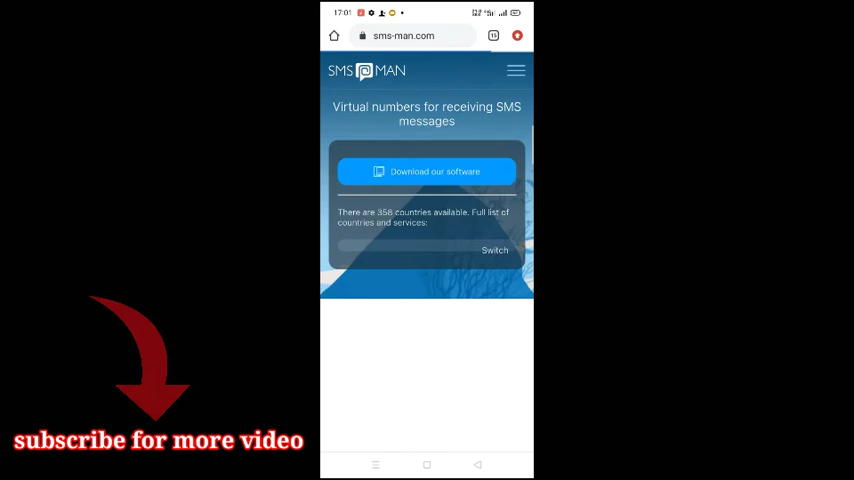 17:01
15
sms-man.com
SMS MAN
Virtual numbers for receiving SMS
messages
Download our software
There are 358 countries available. Full list of
countries and services:
Switch
subscribe for more video